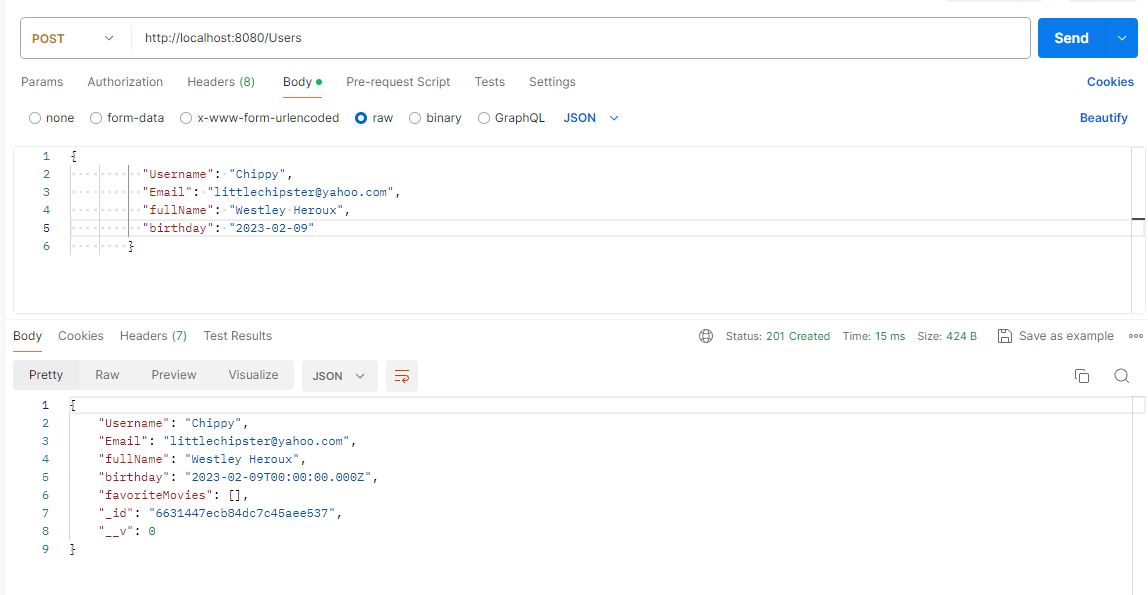 POST http://localhost:8080/Users Send
Params Authorization Headers (8) Body Pre-request Script Tests Settings Cookies
none form-data x-www-form-urlencoded raw binary GraphQL JSON Beautify
1 {
2 "Username": "Chippy",
3 "Email": "littlechipster@yahoo.com",
4 "fullName": "Westley Heroux",
5 "birthday": "2023-02-09"
6 }
Body Cookies Headers (7) Test Results Status: 201 Created Time: 15 ms Size: 424 B Save as example
Pretty Raw Preview Visualize JSON
1 {
2 "Username": "Chippy",
3 "Email": "littlechipster@yahoo.com",
4 "fullName": "Westley Heroux",
5 "birthday": "2023-02-09T00:00:00.000Z",
6 "favoriteMovies": [],
7 "_id": "6631447ecb84dc7c45aee537",
8 "__v": 0
9 }